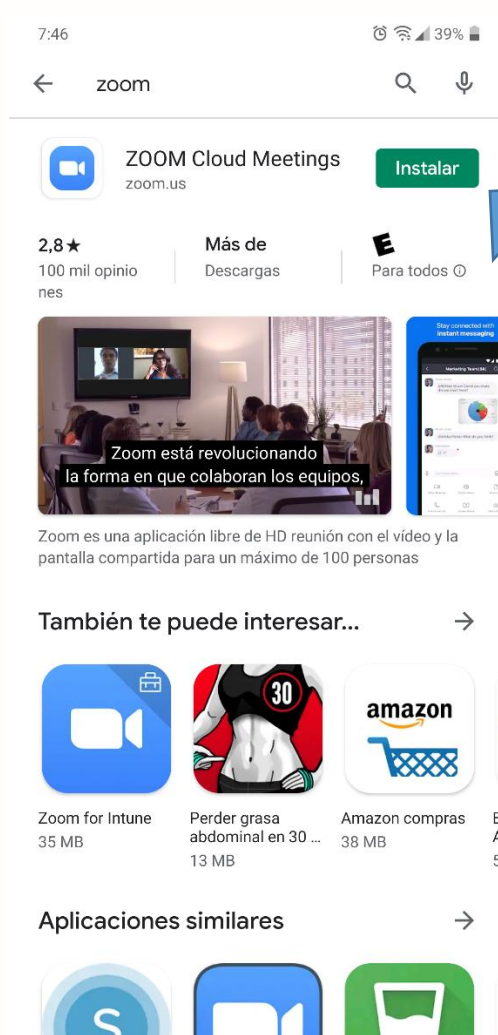 7:46 39%
zoom
ZOOM Cloud Meetings
zoom.us
Instalar
2,8★
100 mil opinio
nes
Más de
Descargas
E
Para todos
Zoom está revolucionando
la forma en que colaboran los equipos,
Stay connected with
instant messaging
Zoom es una aplicación libre de HD reunión con el vídeo y la
pantalla compartida para un máximo de 100 personas
También te puede interesar...
30
amazon
Zoom for Intune
35 MB
Perder grasa
abdominal en 30 ...
13 MB
Amazon compras
38 MB
Aplicaciones similares
S